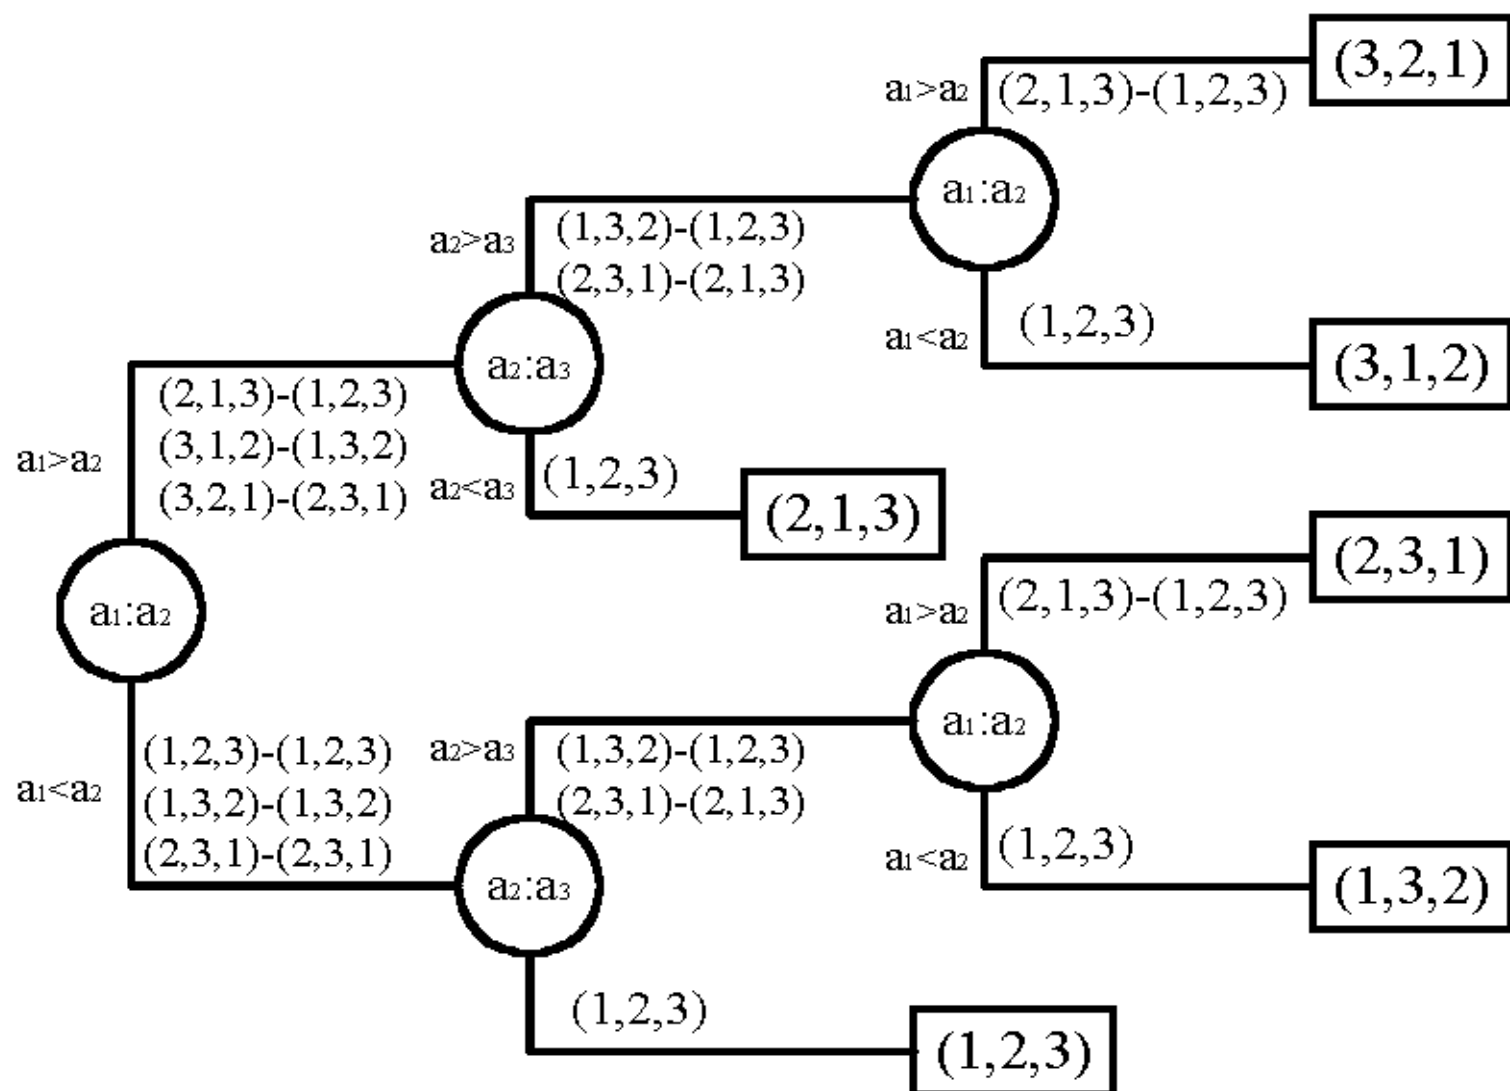 (3,2,1)
a1>a2
(2,1,3)-(1,2,3)
a1:a2
a2>a3
(1,3,2)-(1,2,3)
(2,3,1)-(2,1,3)
a1<a2
(1,2,3)
(3,1,2)
a2:a3
(2,1,3)-(1,2,3)
(3,1,2)-(1,3,2)
(3,2,1)-(2,3,1)
a1>a2
a2<a3
(1,2,3)
(2,1,3)
(2,3,1)
a1>a2
(2,1,3)-(1,2,3)
a1:a2
a1:a2
a2>a3
(1,3,2)-(1,2,3)
(2,3,1)-(2,1,3)
a1<a2
(1,2,3)-(1,2,3)
(1,3,2)-(1,3,2)
(2,3,1)-(2,3,1)
a1<a2
(1,2,3)
(1,3,2)
a2:a3
(1,2,3)
(1,2,3)